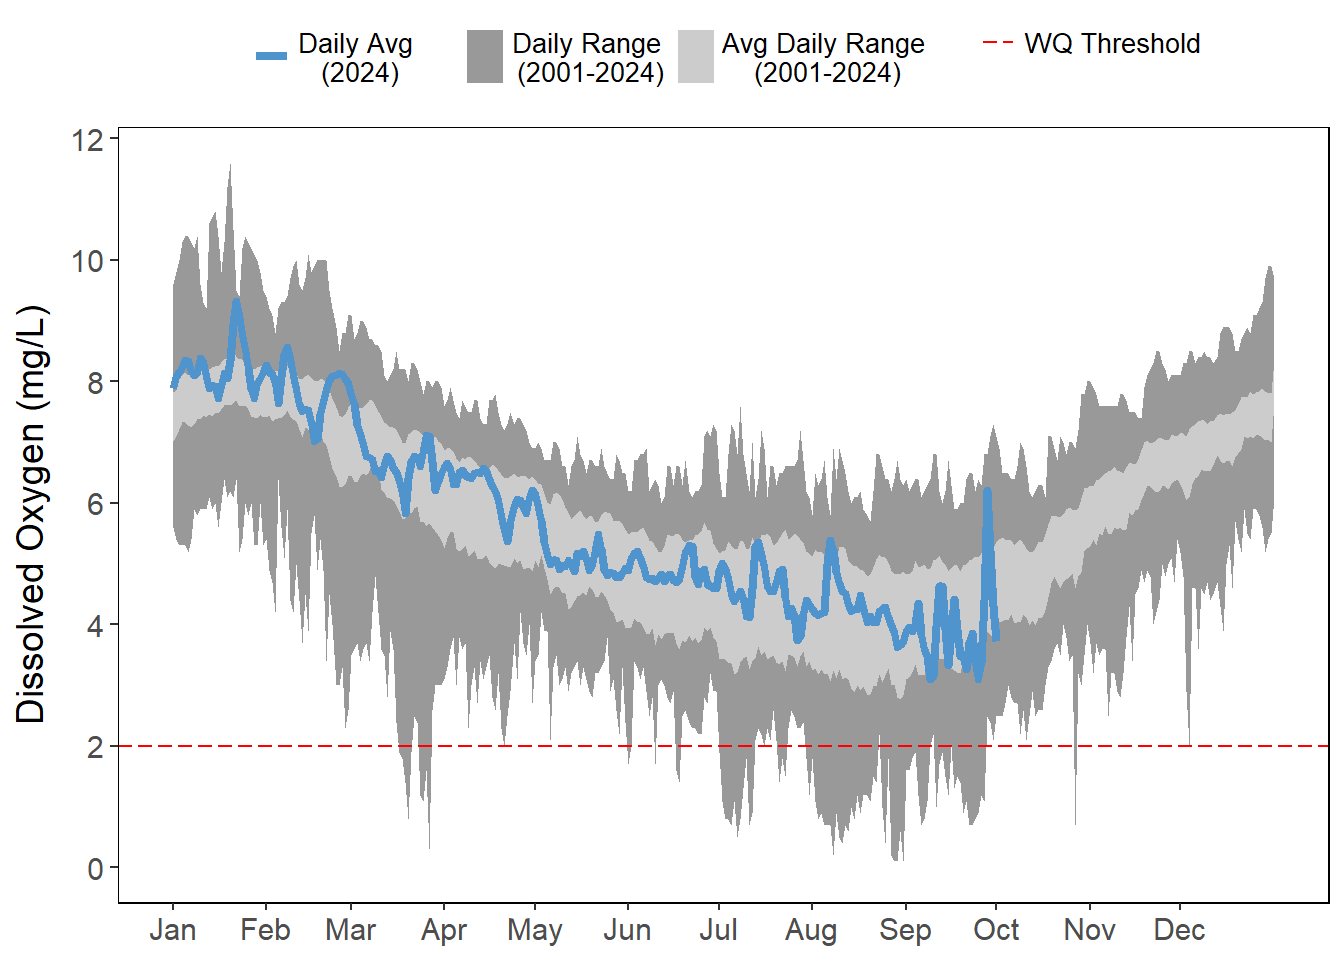 Daily Avg
(2024)
Daily Range
(2001-2024)
Avg Daily Range
(2001-2024)
WQ Threshold
Dissolved Oxygen (mg/L)
12
10
8
6
4
2
0
Jan Feb Mar Apr May Jun Jul Aug Sep Oct Nov Dec